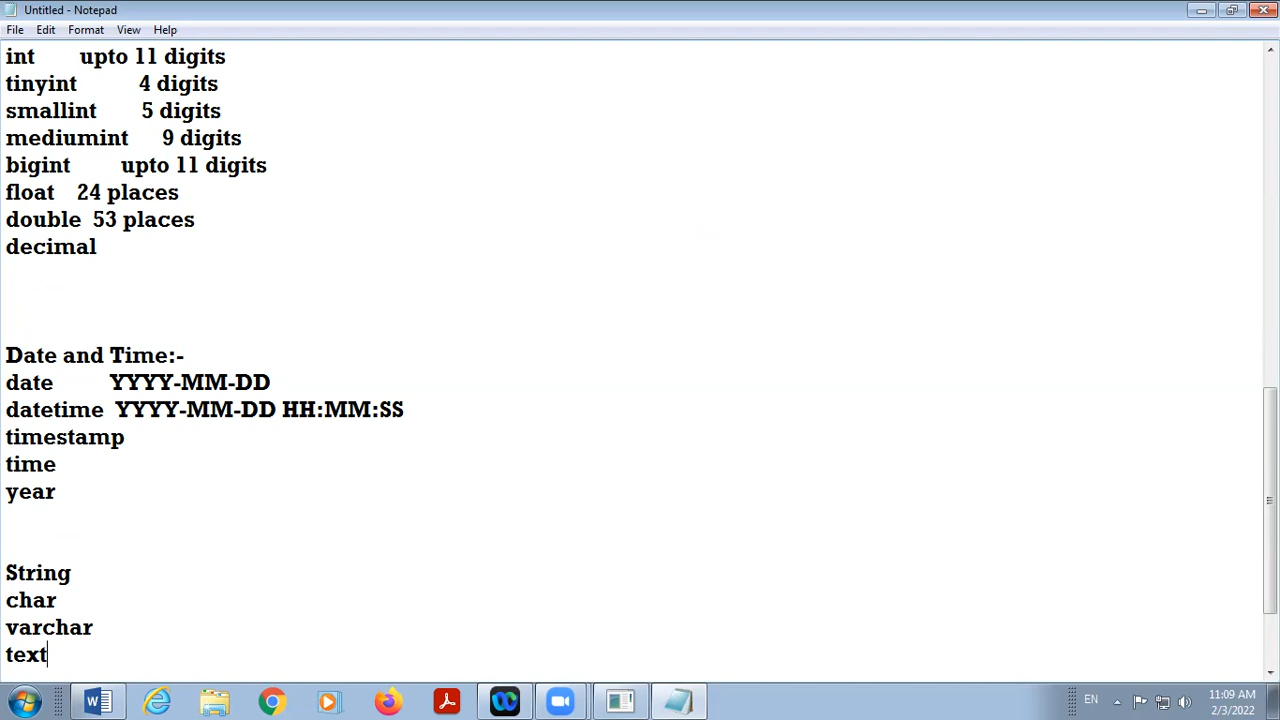 Untitled - Notepad
File Edit Format View Help
int upto 11 digits
tinyint 4 digits
smallint 5 digits
mediumint 9 digits
bigint upto 11 digits
float 24 places
double 53 places
decimal
Date and Time:-
date YYYY-MM-DD
datetime YYYY-MM-DD HH:MM:SS
timestamp
time
year
String
char
varchar
text
EN
11:09 AM
2/3/2022